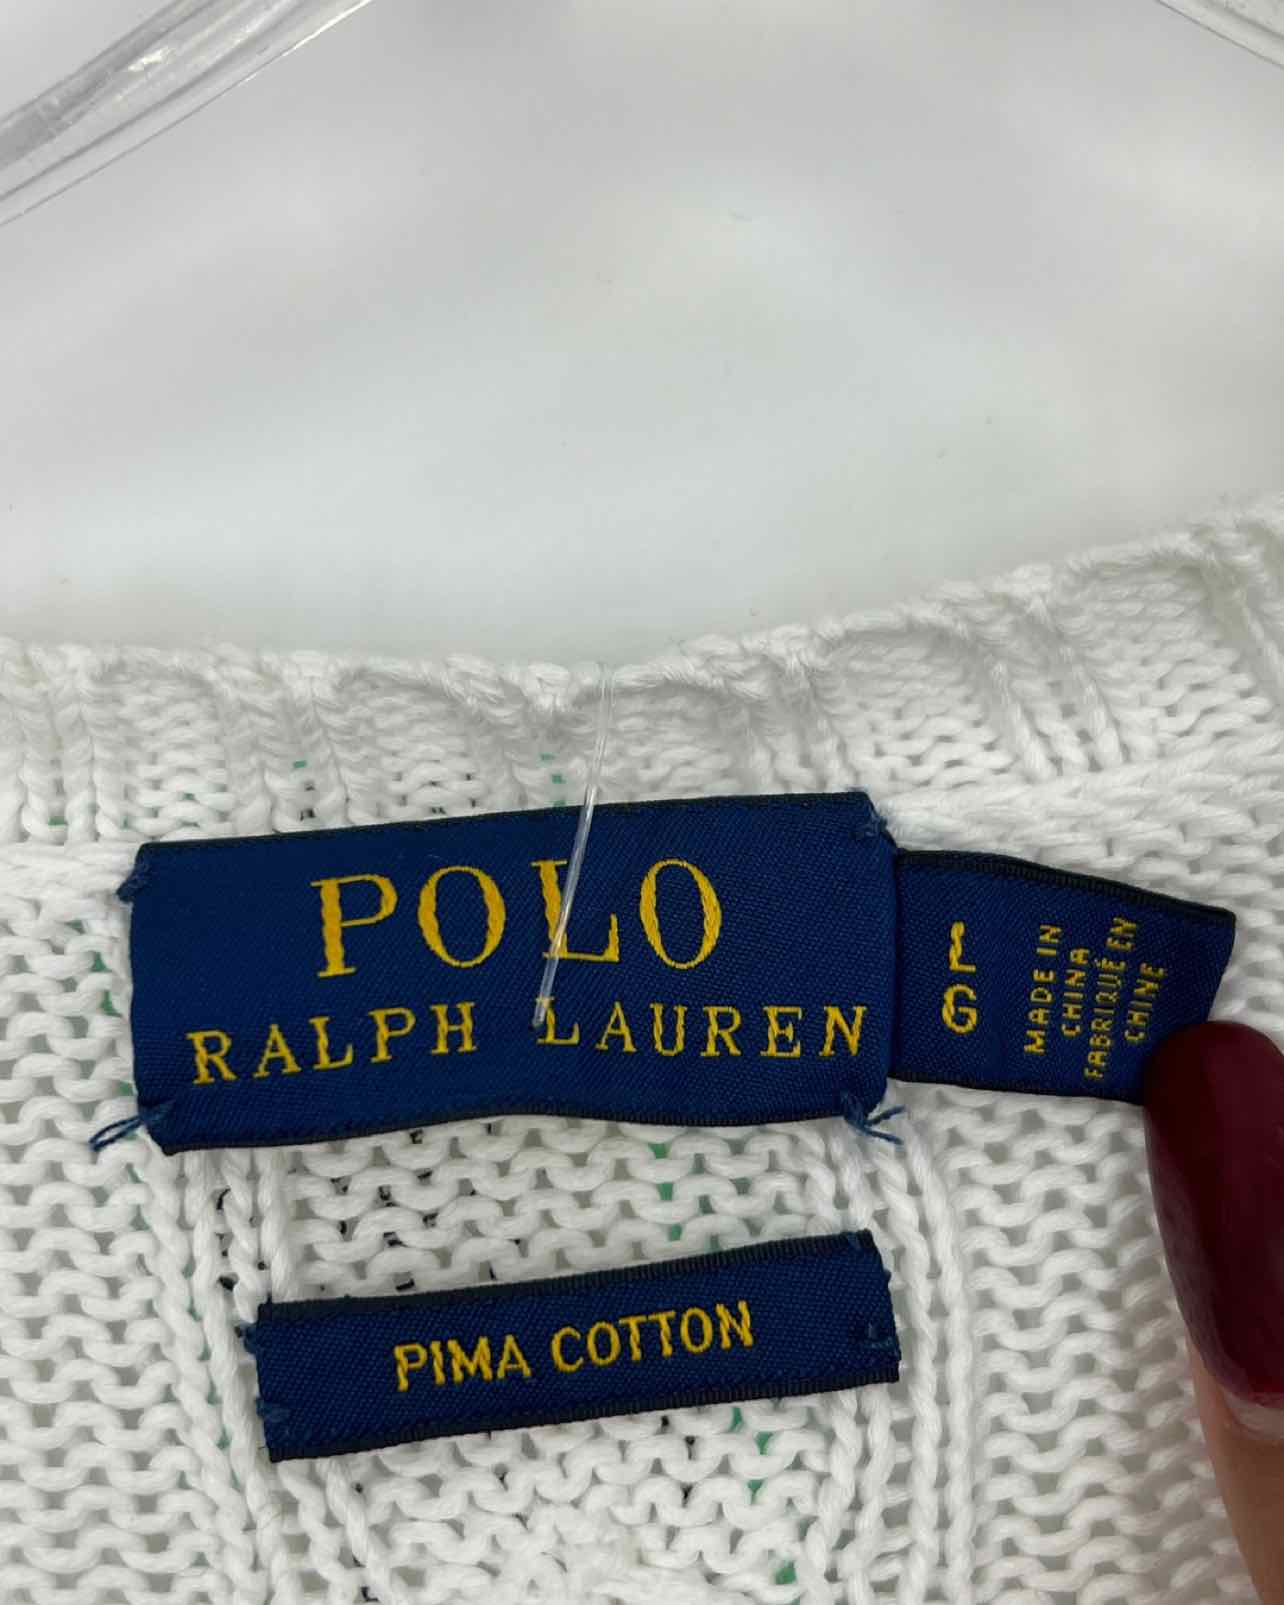 POLO
RALPH LAUREN
L
G
MADE IN
CHINA
FABRIQUÉ EN
CHINE
PIMA COTTON